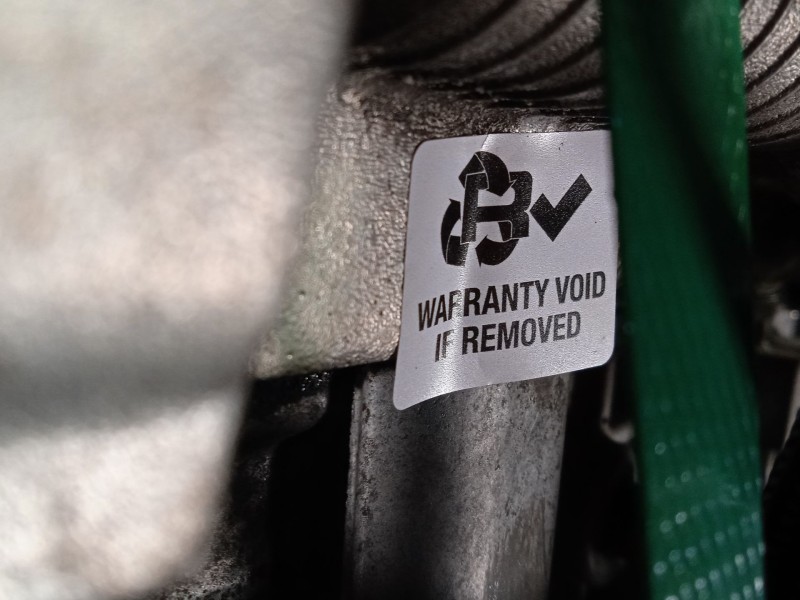 R
WARRANTY VOID
IF REMOVED